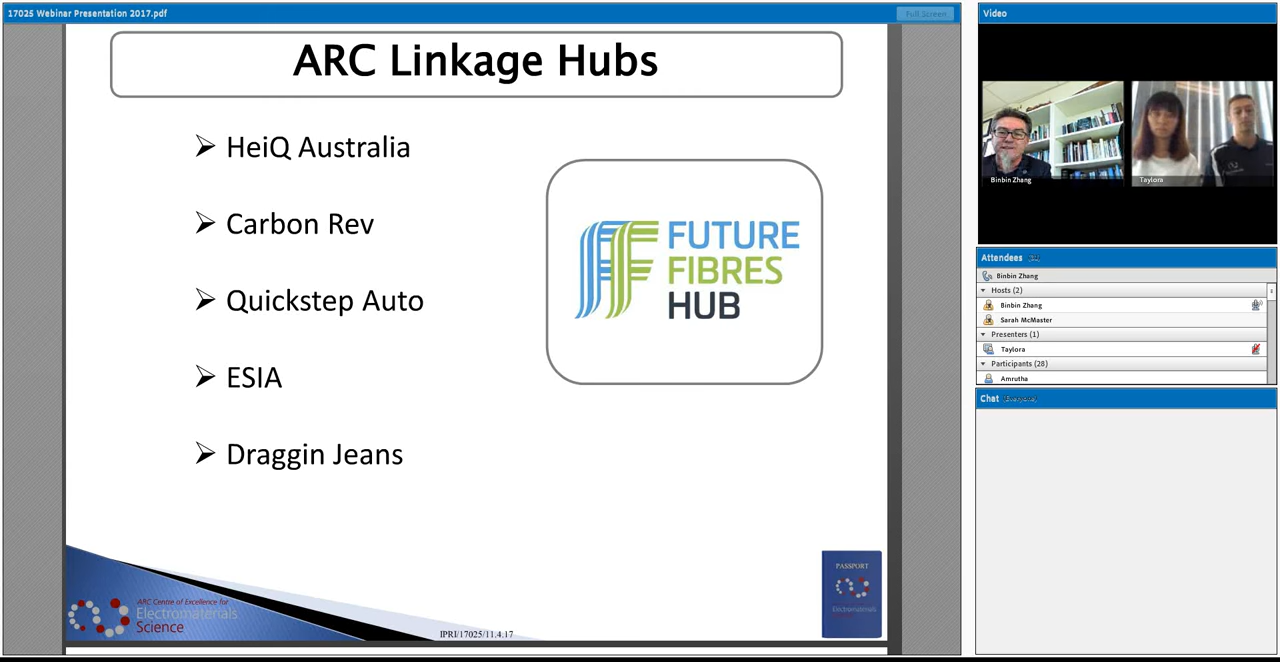 17025 Webinar Presentation 2017.pdf
Full Screen
ARC Linkage Hubs
HeiQ Australia
Carbon Rev
Quickstep Auto
ESIA
Draggin Jeans
FUTURE
FIBRES
HUB
ARC Centre of Excellence for
Electromaterials
Science
IPRI/17025/11.4.17
PASSPORT
Electromaterials
Video
Binbin Zhang
Taylora
Attendees
Binbin Zhang
Hosts (2)
Binbin Zhang
Sarah McMaster
Presenters (1)
Taylora
Participants (28)
Amrutha
Chat (Everyone)